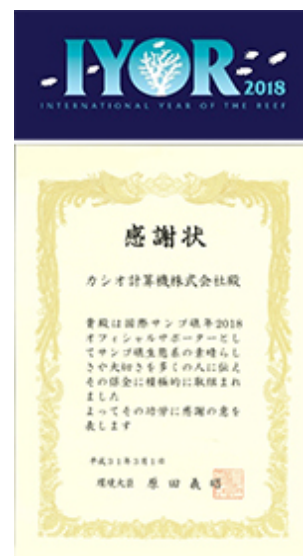 IYOR 2018
INTERNATIONAL YEAR OF THE REEF
感謝状
カシオ計算機株式会社殿
貴殿は国際サンゴ礁年2018
オフィシャルサポーターとし
てサンゴ礁生態系の素晴らし
さや大切さを多くの人に伝え
その保全に積極的に取組まれ
ました
よってその功労に感謝の意を
表します
平成31年3月1日
環境大臣 原田義昭